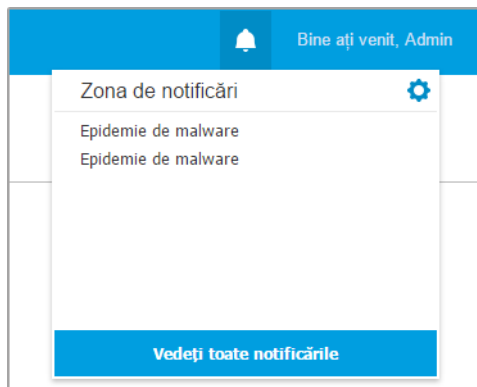 Bine ați venit, Admin
Zona de notificări
Epidemie de malware
Epidemie de malware
Vedeți toate notificările